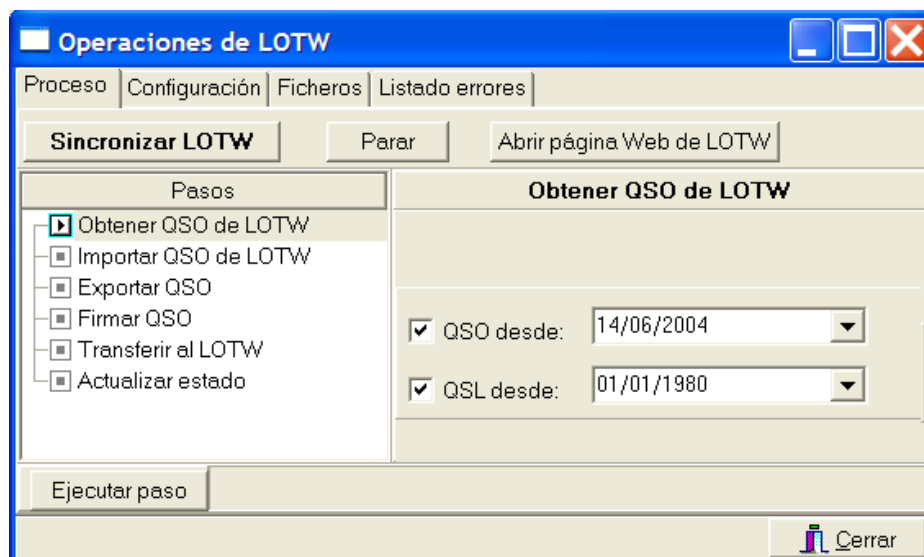 Operaciones de LOTW
Proceso Configuración Ficheros Listado errores
Sincronizar LOTW Parar Abrir página Web de LOTW
Pasos
Obtener QSO de LOTW
Importar QSO de LOTW
Exportar QSO
Firmar QSO
Transferir al LOTW
Actualizar estado
Obtener QSO de LOTW
QSO desde: 14/06/2004
QSL desde: 01/01/1980
Ejecutar paso
Cerrar